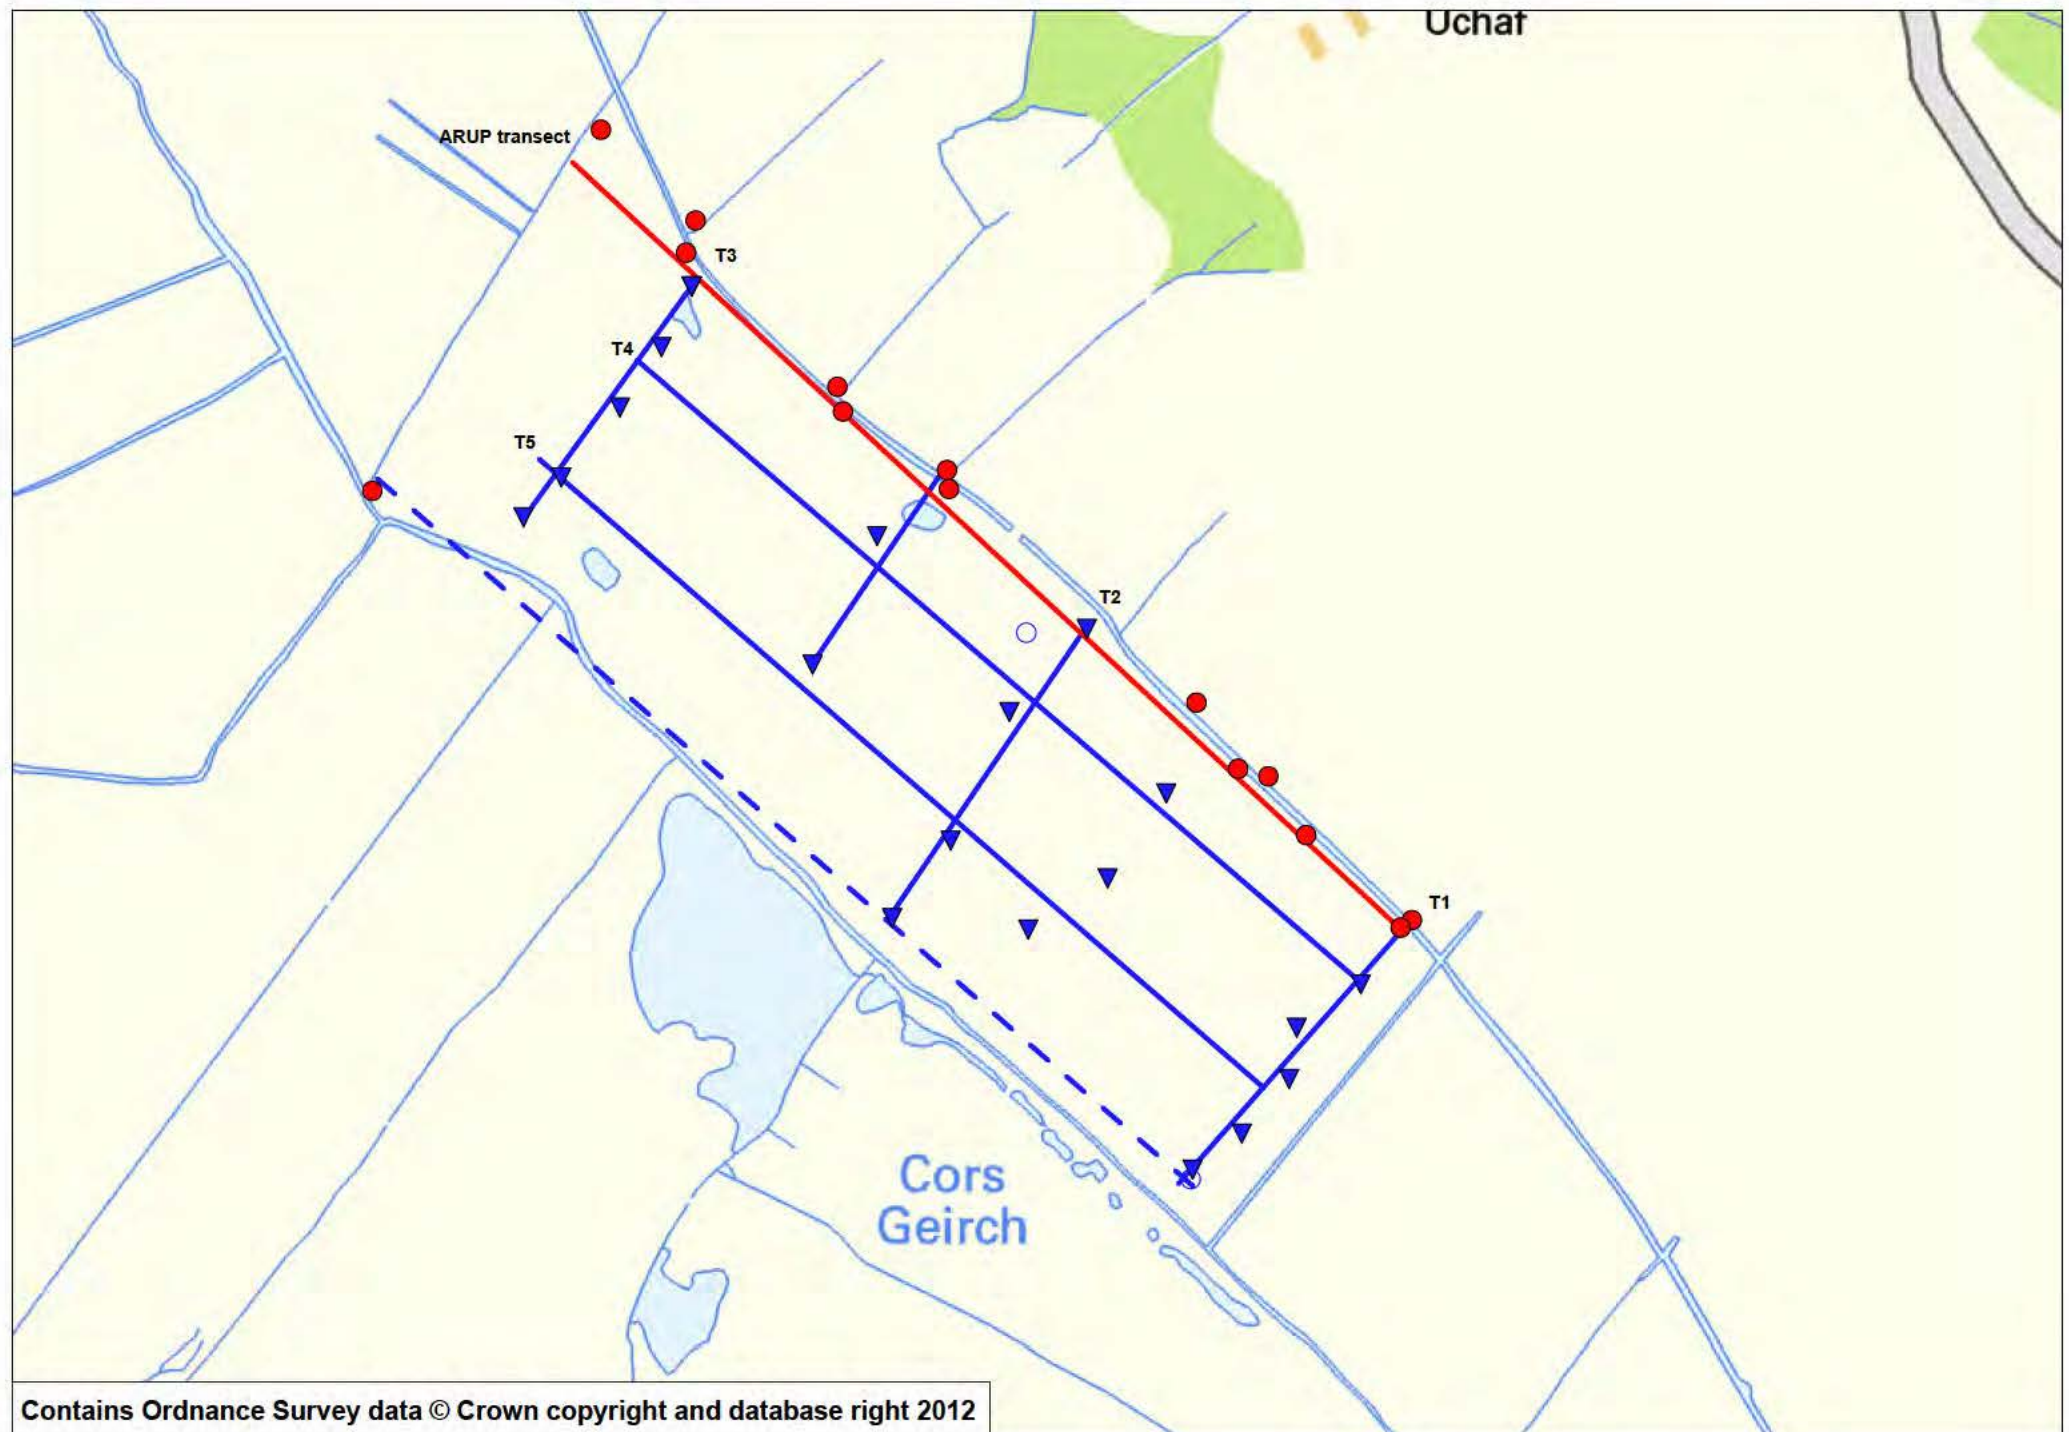 Uchaf
ARUP transect
T3
T4
T5
T2
T1
Cors
Geirch
Contains Ordnance Survey data © Crown copyright and database right 2012